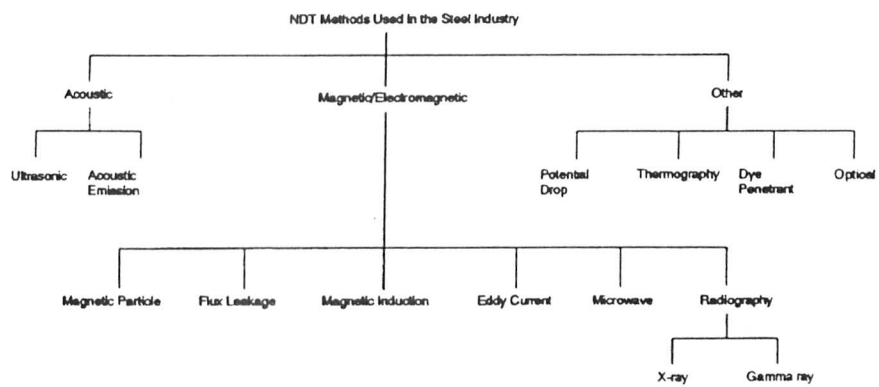 NDT Methods Used In the Steel Industry
Acoustic
Magnetic/Electromagnetic
Other
Ultrasonic
Acoustic
Emission
Potential
Drop
Thermography
Dye
Penetrant
Optical
Magnetic Particle
Flux Leakage
Magnetic Induction
Eddy Current
Microwave
Radiography
X-ray
Gamma ray